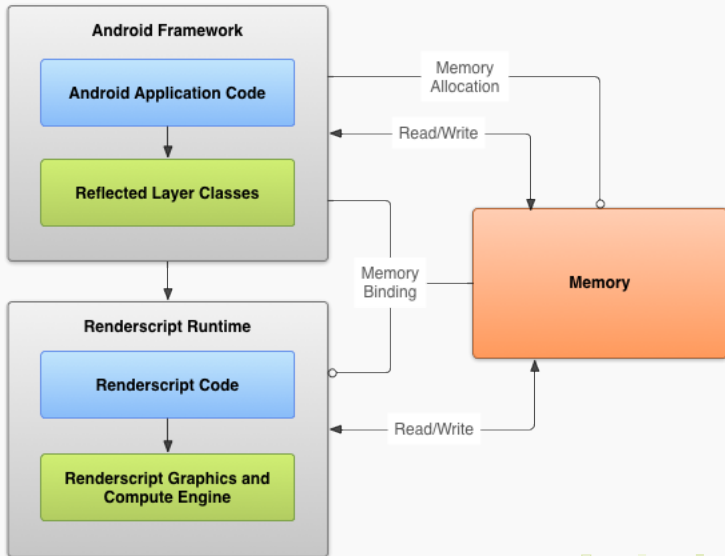 Android Framework
Android Application Code
Reflected Layer Classes
Memory
Allocation
Read/Write
Memory
Binding
Memory
Renderscript Runtime
Renderscript Code
Renderscript Graphics and
Compute Engine
Read/Write